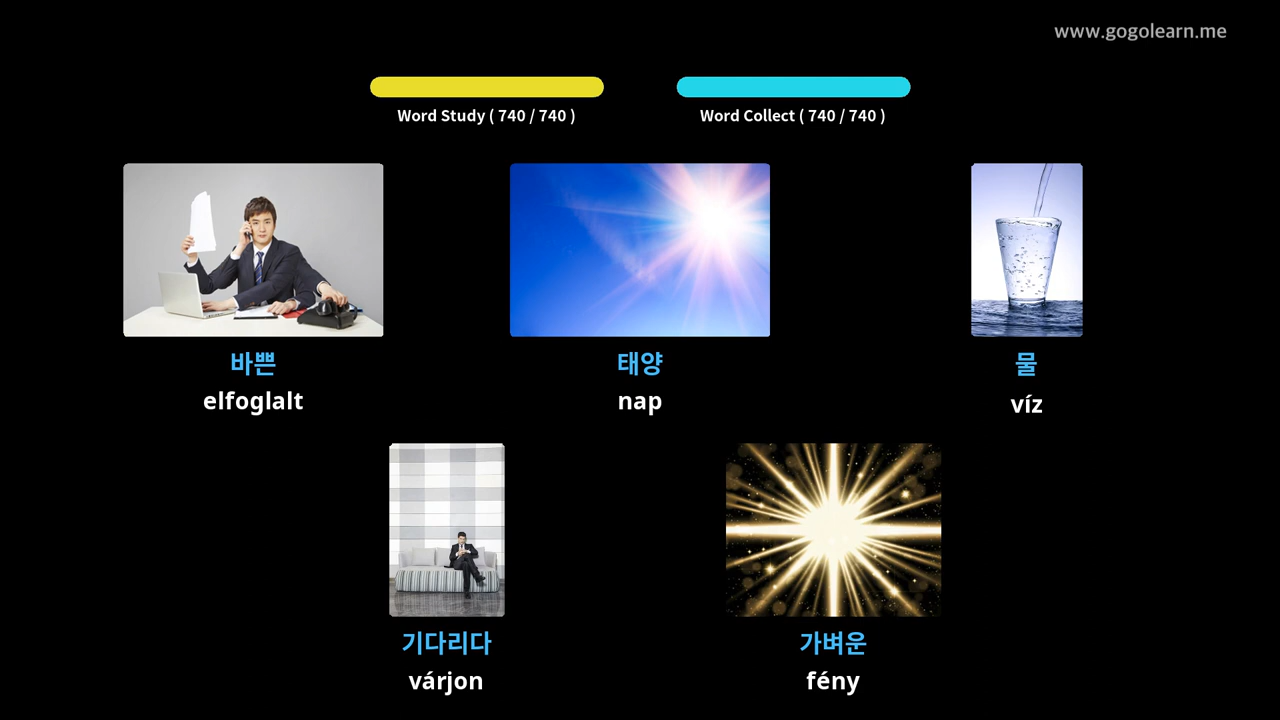 www.gogolearn.me
Word Study ( 740 / 740 )
Word Collect ( 740 / 740 )
바쁜
elfoglalt
태양
nap
물
víz
기다리다
várjon
가벼운
fény